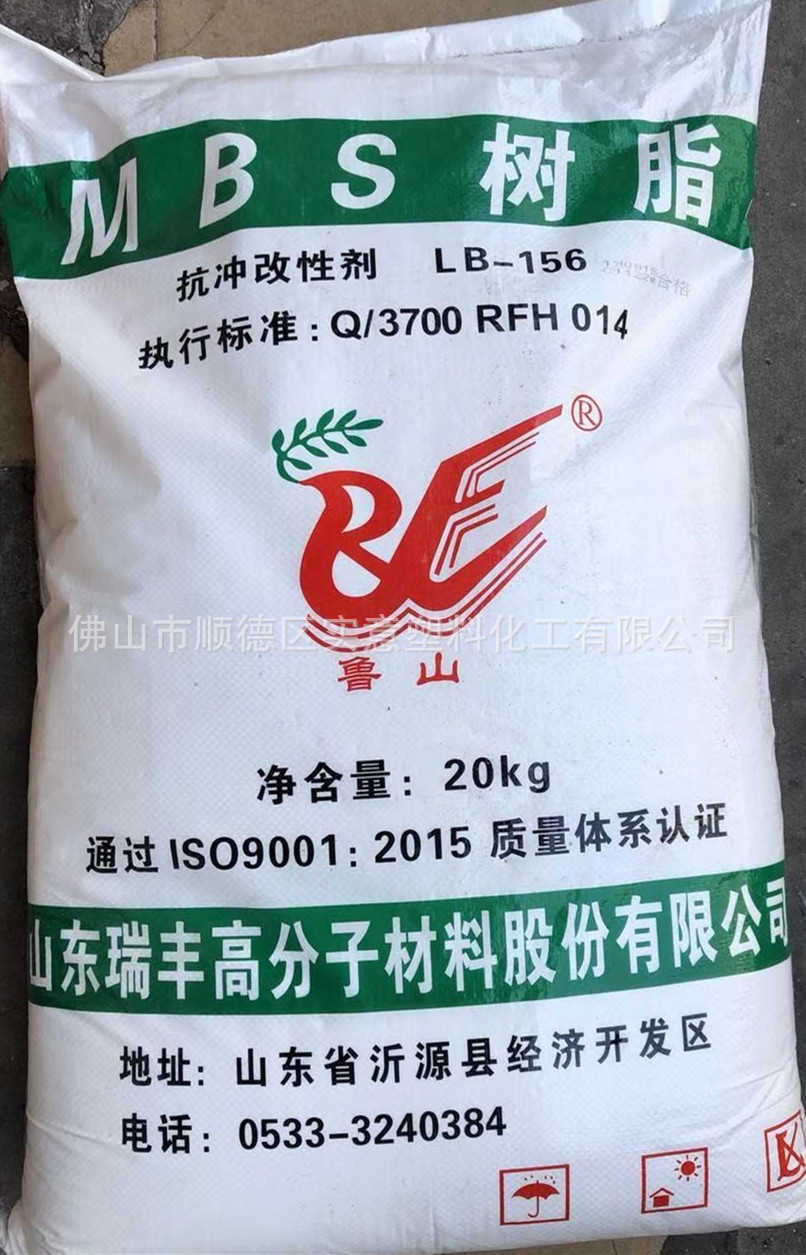 MBS树脂
抗冲改性剂 LB-156
执行标准：Q/3700 RFH 014
®
佛山市顺德区实意塑料化工有限公司
鲁山
净含量：20kg
通过ISO9001：2015质量体系认证
山东瑞丰高分子材料股份有限公司
地址：山东省沂源县经济开发区
电话：0533-3240384